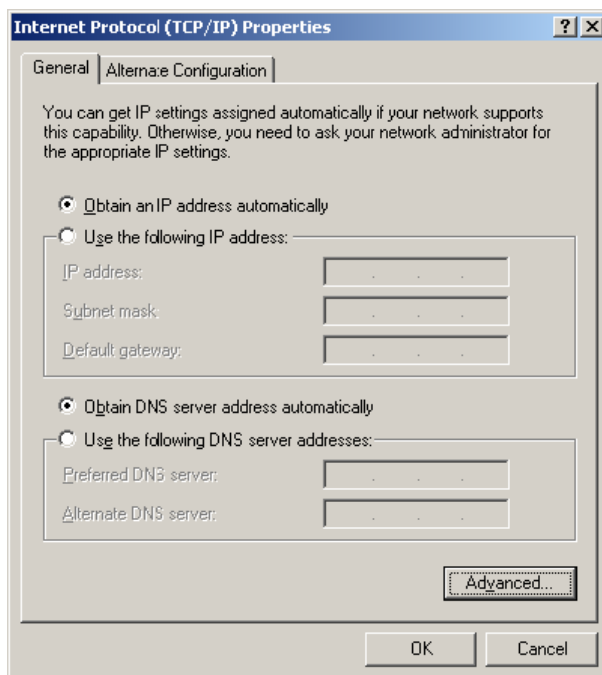 Internet Protocol (TCP/IP) Properties
General
Alternate Configuration
You can get IP settings assigned automatically if your network supports
this capability. Otherwise, you need to ask your network administrator for
the appropriate IP settings.
Obtain an IP address automatically
Use the following IP address:
IP address:
Subnet mask:
Default gateway:
Obtain DNS server address automatically
Use the following DNS server addresses:
Preferred DNS server:
Alternate DNS server:
Advanced...
OK
Cancel